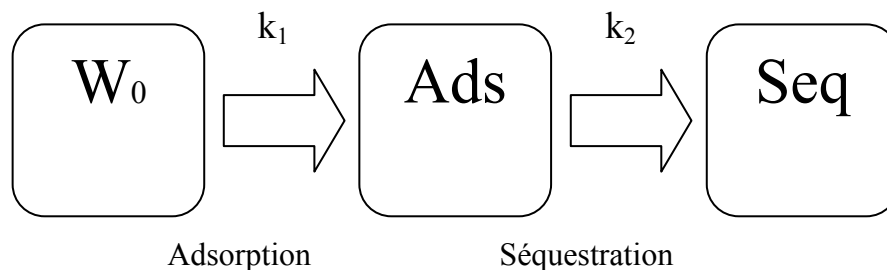 k₁ k₂
W₀ Ads Seq
Adsorption Séquestration